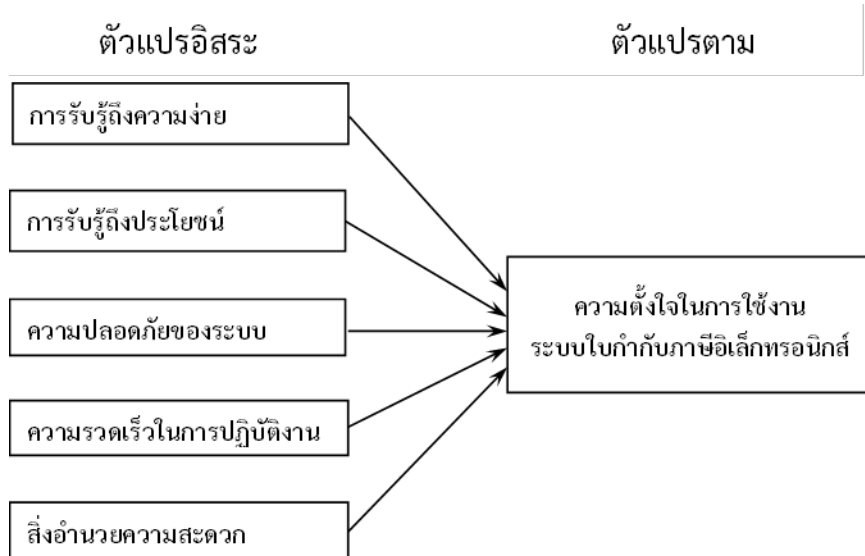 ตัวแปรอิสระ
ตัวแปรตาม
การรับรู้ถึงความง่าย
การรับรู้ถึงประโยชน์
ความปลอดภัยของระบบ
ความรวดเร็วในการปฏิบัติงาน
สิ่งอำนวยความสะดวก
ความตั้งใจในการใช้งาน
ระบบใบกำกับภาษีอิเล็กทรอนิกส์